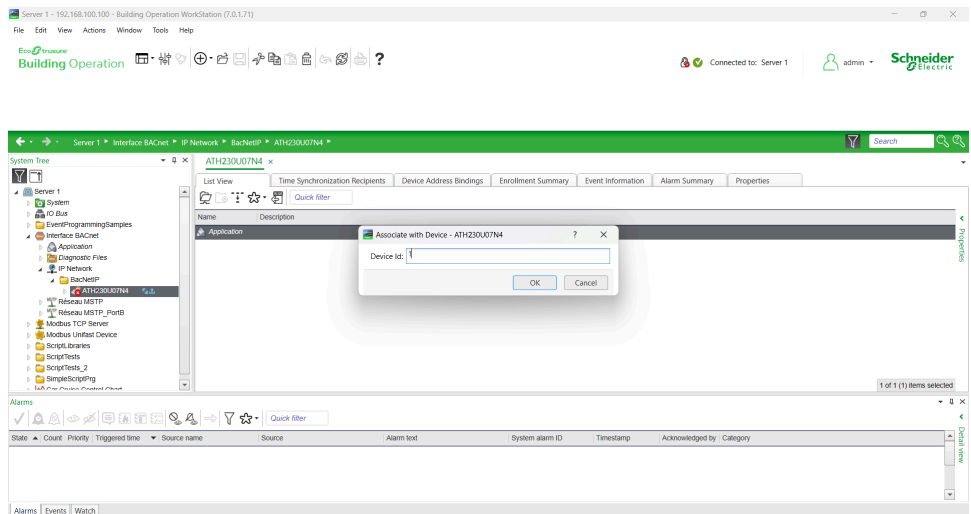 Server 1 - 192.168.100.100 - Building Operation WorkStation (7.0.1.71)
File Edit View Actions Window Tools Help
EcoStruxure
Building Operation
Connected to: Server 1
admin
Schneider
Electric
Server 1 Interface BACnet IP Network BacNetIP ATH230U07N4
Search
System Tree
ATH230U07N4
List View Time Synchronization Recipients Device Address Bindings Enrollment Summary Event Information Alarm Summary Properties
Quick filter
Name Description
Application
Server 1
System
IO Bus
EventProgrammingSamples
Interface BACnet
Application
Diagnostic Files
IP Network
BacNetIP
ATH230U07N4
Réseau MSTP
Réseau MSTP_PortB
Modbus TCP Server
Modbus Unifast Device
ScriptLibraries
ScriptTests
ScriptTests_2
SimpleScriptPrg
Car Cruise Control Chart
Associate with Device - ATH230U07N4 ?
Device Id: 1
OK Cancel
Properties
1 of 1 (1) items selected
Alarms
Quick filter
State Count Priority Triggered time Source name Source Alarm text System alarm ID Timestamp Acknowledged by Category
Detail view
Alarms Events Watch